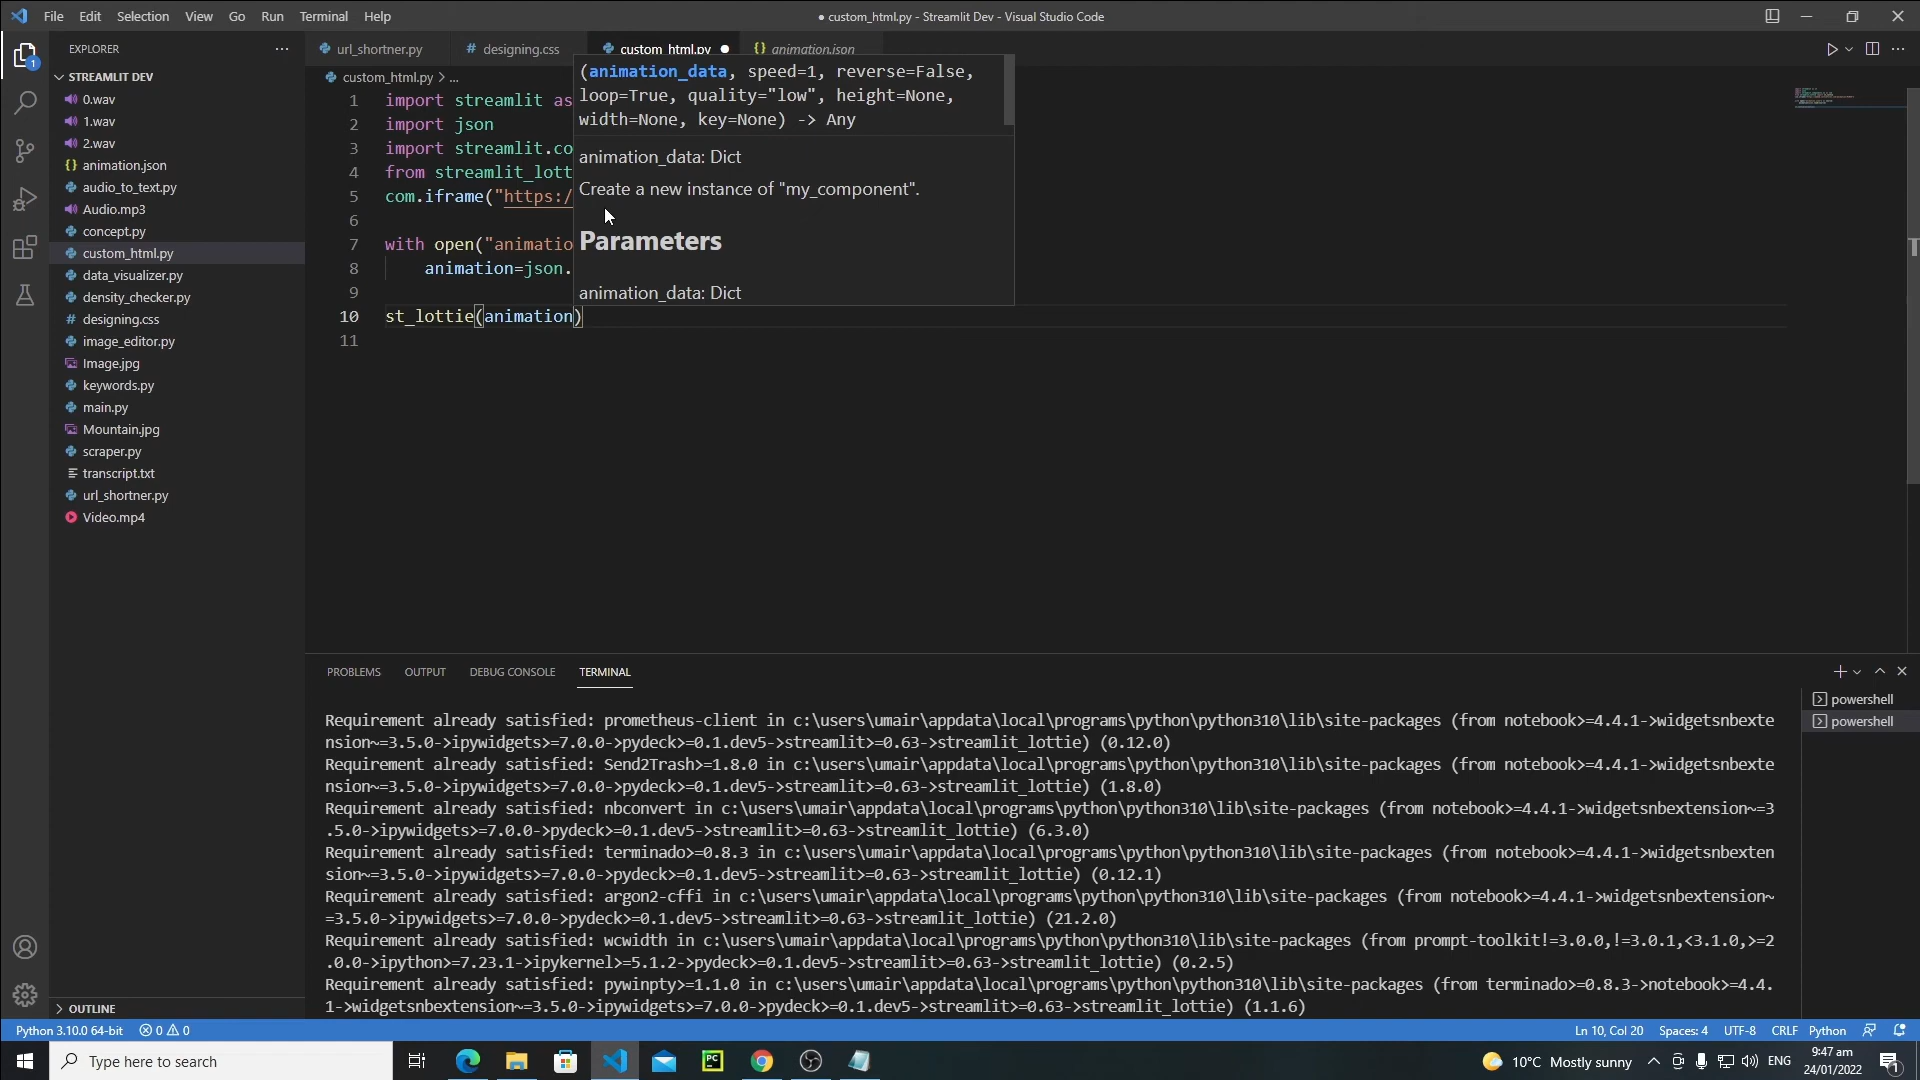 File Edit Selection View Go Run Terminal Help
● custom_html.py - Streamlit Dev - Visual Studio Code
EXPLORER
STREAMLIT DEV
0.wav
1.wav
2.wav
animation.json
audio_to_text.py
Audio.mp3
concept.py
custom_html.py
data_visualizer.py
density_checker.py
designing.css
image_editor.py
Image.jpg
keywords.py
main.py
Mountain.jpg
scraper.py
transcript.txt
url_shortner.py
Video.mp4
OUTLINE
url_shortner.py designing.css custom_html.py animation.json
custom_html.py > ...
1 import streamlit as
2 import json
3 import streamlit.co
4 from streamlit_lott
5 com.iframe("https:/
6
7 with open("animatio
8 animation=json.
9
10 st_lottie(animation)
11
(animation_data, speed=1, reverse=False,
loop=True, quality="low", height=None,
width=None, key=None) -> Any
animation_data: Dict
Create a new instance of "my_component".
Parameters
animation_data: Dict
PROBLEMS OUTPUT DEBUG CONSOLE TERMINAL
powershell
powershell
Requirement already satisfied: prometheus-client in c:\users\umair\appdata\local\programs\python\python310\lib\site-packages (from notebook>=4.4.1->widgetsnbexte
nsion~=3.5.0->ipywidgets>=7.0.0->pydeck>=0.1.dev5->streamlit>=0.63->streamlit_lottie) (0.12.0)
Requirement already satisfied: Send2Trash>=1.8.0 in c:\users\umair\appdata\local\programs\python\python310\lib\site-packages (from notebook>=4.4.1->widgetsnbexte
nsion~=3.5.0->ipywidgets>=7.0.0->pydeck>=0.1.dev5->streamlit>=0.63->streamlit_lottie) (1.8.0)
Requirement already satisfied: nbconvert in c:\users\umair\appdata\local\programs\python\python310\lib\site-packages (from notebook>=4.4.1->widgetsnbextension~=3
.5.0->ipywidgets>=7.0.0->pydeck>=0.1.dev5->streamlit>=0.63->streamlit_lottie) (6.3.0)
Requirement already satisfied: terminado>=0.8.3 in c:\users\umair\appdata\local\programs\python\python310\lib\site-packages (from notebook>=4.4.1->widgetsnbexten
sion~=3.5.0->ipywidgets>=7.0.0->pydeck>=0.1.dev5->streamlit>=0.63->streamlit_lottie) (0.12.1)
Requirement already satisfied: argon2-cffi in c:\users\umair\appdata\local\programs\python\python310\lib\site-packages (from notebook>=4.4.1->widgetsnbextension~
=3.5.0->ipywidgets>=7.0.0->pydeck>=0.1.dev5->streamlit>=0.63->streamlit_lottie) (21.2.0)
Requirement already satisfied: wcwidth in c:\users\umair\appdata\local\programs\python\python310\lib\site-packages (from prompt-toolkit!=3.0.0,!=3.0.1,<3.1.0,>=2
.0.0->ipython>=7.23.1->ipykernel>=5.1.2->pydeck>=0.1.dev5->streamlit>=0.63->streamlit_lottie) (0.2.5)
Requirement already satisfied: pywinpty>=1.1.0 in c:\users\umair\appdata\local\programs\python\python310\lib\site-packages (from terminado>=0.8.3->notebook>=4.4.
1->widgetsnbextension~=3.5.0->ipywidgets>=7.0.0->pydeck>=0.1.dev5->streamlit>=0.63->streamlit_lottie) (1.1.6)
Python 3.10.0 64-bit 0 0 Ln 10, Col 20 Spaces: 4 UTF-8 CRLF Python
Type here to search
10°C Mostly sunny ENG
9:47 am
24/01/2022